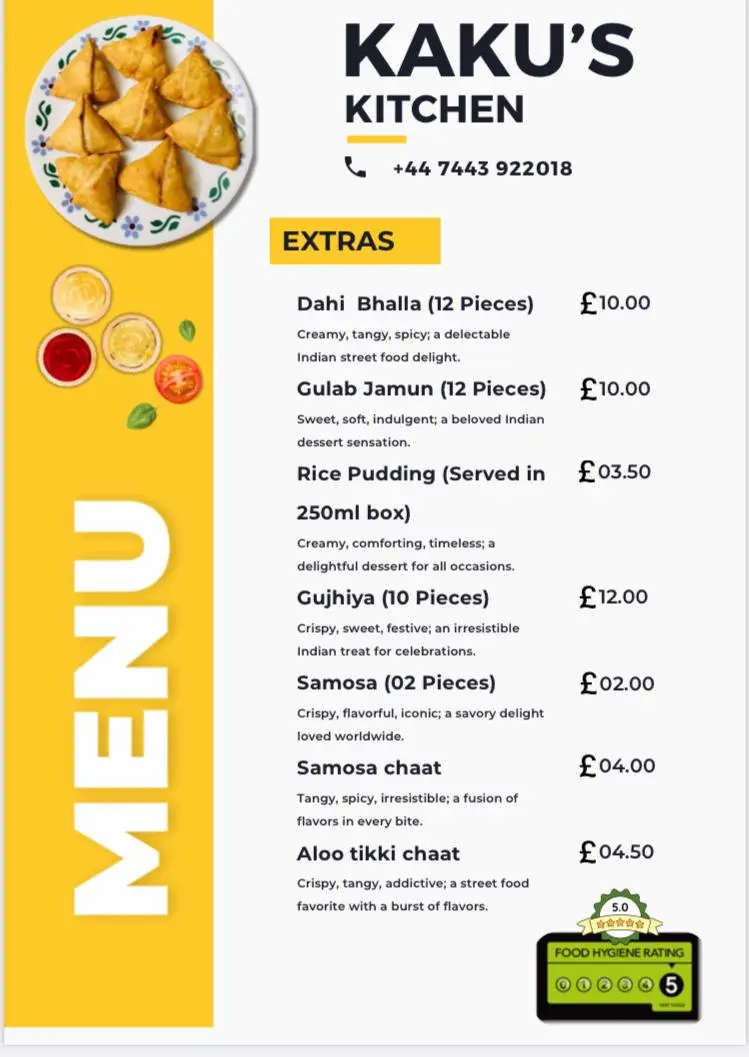 KAKU'S
KITCHEN
+44 7443 922018
EXTRAS
Dahi Bhalla (12 Pieces) £10.00
Creamy, tangy, spicy; a delectable
Indian street food delight.
Gulab Jamun (12 Pieces) £10.00
Sweet, soft, indulgent; a beloved Indian
dessert sensation.
Rice Pudding (Served in £03.50
250ml box)
Creamy, comforting, timeless; a
delightful dessert for all occasions.
Gujhiya (10 Pieces) £12.00
Crispy, sweet, festive; an irresistible
Indian treat for celebrations.
Samosa (02 Pieces) £02.00
Crispy, flavorful, iconic; a savory delight
loved worldwide.
Samosa chaat £04.00
Tangy, spicy, irresistible; a fusion of
flavors in every bite.
Aloo tikki chaat £04.50
Crispy, tangy, addictive; a street food
favorite with a burst of flavors.
MENU
5.0
FOOD HYGIENE RATING
0 1 2 3 4 5
VERY GOOD